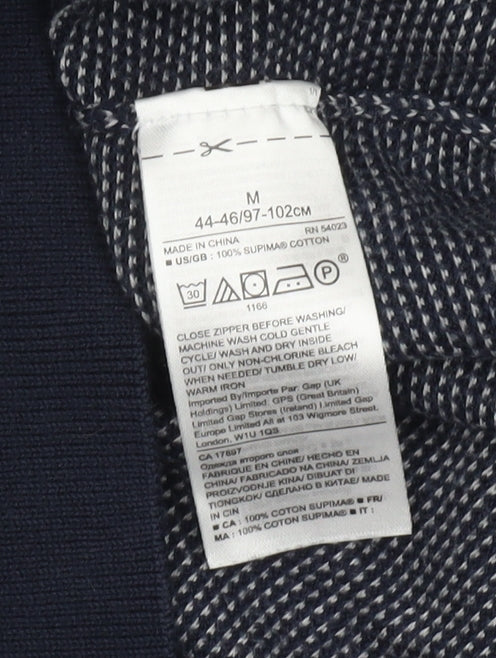 M
44-46/97-102CM
MADE IN CHINA RN 54023
■ US/GB : 100% SUPIMA® COTTON
30 P ®
1166
CLOSE ZIPPER BEFORE WASHING/
MACHINE WASH COLD GENTLE
CYCLE/ WASH AND DRY INSIDE
OUT/ ONLY NON-CHLORINE BLEACH
WHEN NEEDED/ TUMBLE DRY LOW/
WARM IRON
Imported By/Importe Par: Gap (UK
Holdings) Limited. GPS (Great Britain)
Limited Gap Stores (Ireland) Limited
Europe Limited All at 103 Wigmore Street,
London, W1U 1QS
CA 17897
Одежда второго слоя
FABRIQUE EN CHINE/ HECHO EN
CHINA/ FABRICADO NA CHINA/ ZEMLJA
PROIZVODNJE KINA/ DIBUAT DI
TIONGKOK/ СДЕЛАНО В КИТАЕ/ MADE
IN CIN
■ CA : 100% COTTON SUPIMA® ■ FR/
MA : 100% COTON SUPIMA® ■ IT :